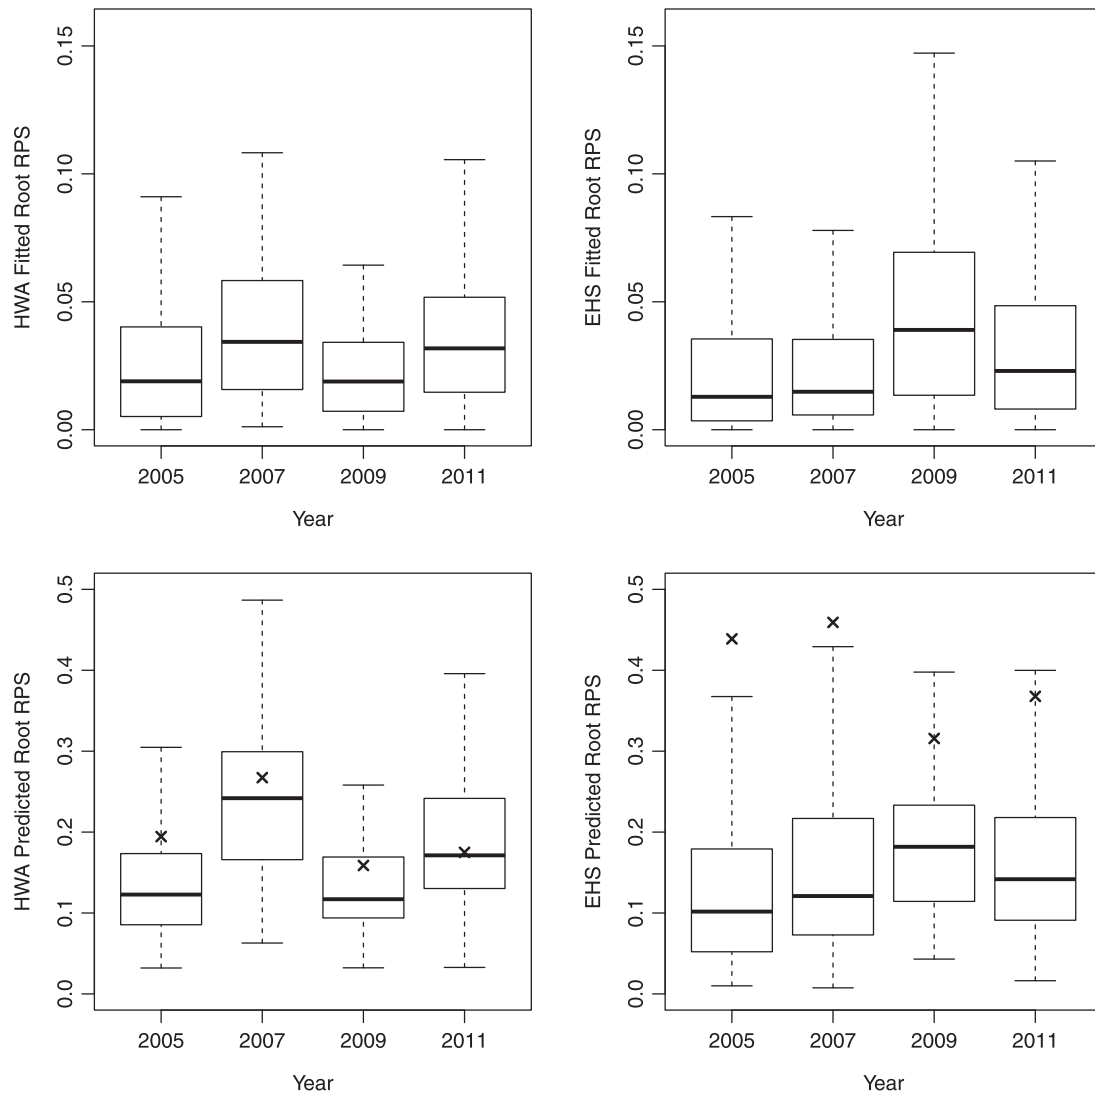 HWA Fitted Root RPS
0.15
0.10
0.05
0.00
2005 2007 2009 2011
Year
EHS Fitted Root RPS
0.15
0.10
0.05
0.00
2005 2007 2009 2011
Year
HWA Predicted Root RPS
0.5
0.4
0.3
0.2
0.1
0.0
2005 2007 2009 2011
Year
EHS Predicted Root RPS
0.5
0.4
0.3
0.2
0.1
0.0
2005 2007 2009 2011
Year